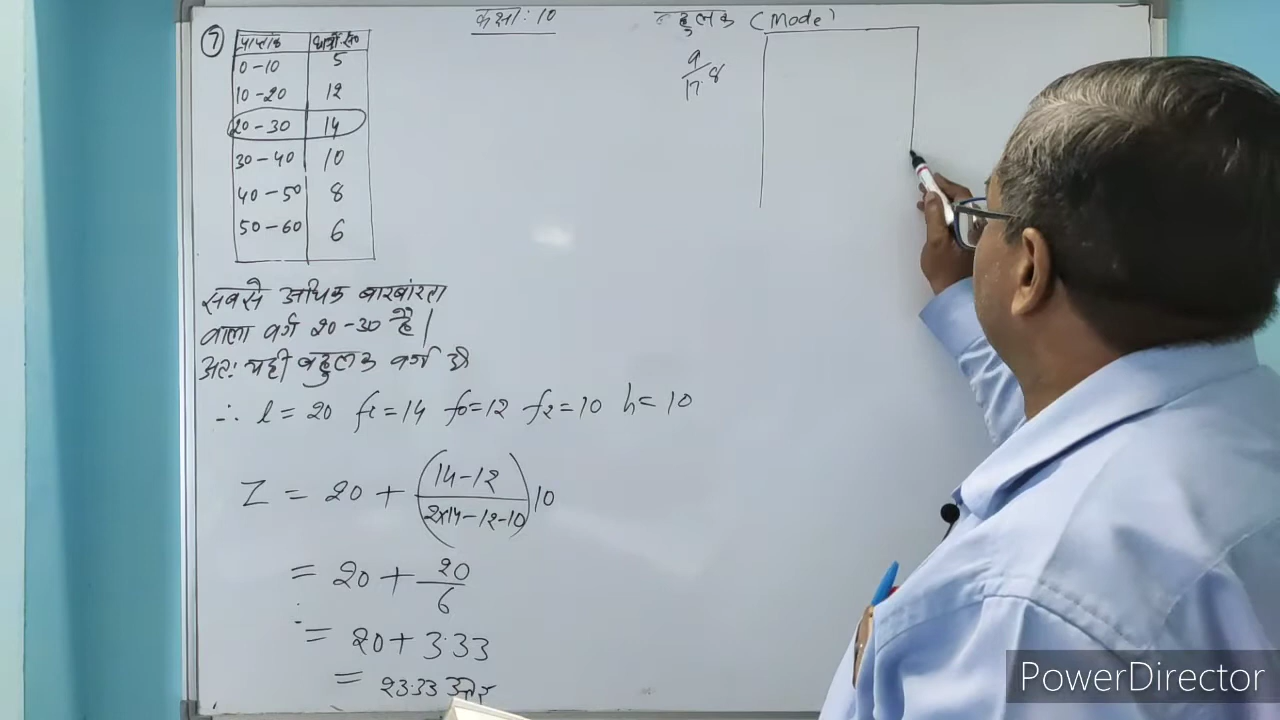 कक्षा: 10
बहुलक (Mode)
7
प्राप्तांक छात्रों सं०
0-10 5
10-20 12
20-30 14
30-40 10
40-50 8
50-60 6
9/17 8
सबसे अधिक बारबांरता
वाला वर्ग 20-30 है।
अतः यही बहुलक वर्ग है
∴ l = 20 f1 = 14 f0 = 12 f2 = 10 h = 10
Z = 20 + (14-12 / 2x14-12-10) 10
= 20 + 20/6
= 20 + 3.33
= 23.33 उत्तर
PowerDirector